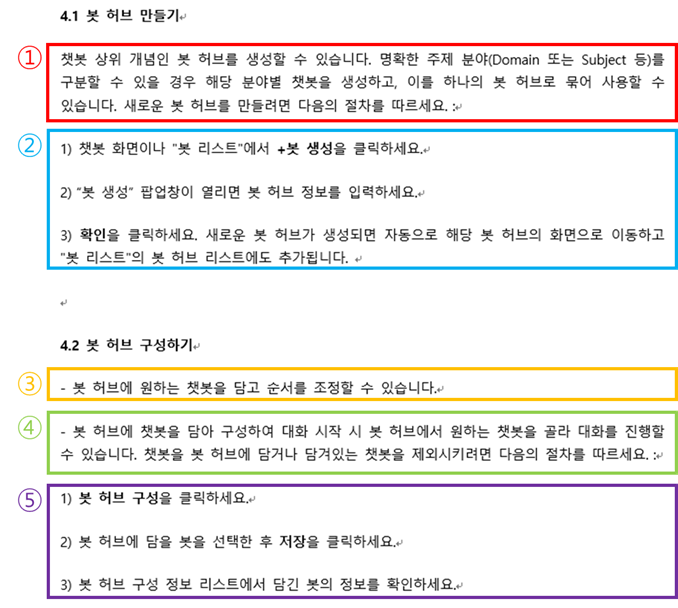 4.1 봇 허브 만들기
① 챗봇 상위 개념인 봇 허브를 생성할 수 있습니다. 명확한 주제 분야(Domain 또는 Subject 등)를
구분할 수 있을 경우 해당 분야별 챗봇을 생성하고, 이를 하나의 봇 허브로 묶어 사용할 수
있습니다. 새로운 봇 허브를 만들려면 다음의 절차를 따르세요. :
② 1) 챗봇 화면이나 "봇 리스트"에서 +봇 생성을 클릭하세요.
2) “봇 생성” 팝업창이 열리면 봇 허브 정보를 입력하세요.
3) 확인을 클릭하세요. 새로운 봇 허브가 생성되면 자동으로 해당 봇 허브의 화면으로 이동하고
"봇 리스트"의 봇 허브 리스트에도 추가됩니다.
4.2 봇 허브 구성하기
③ - 봇 허브에 원하는 챗봇을 담고 순서를 조정할 수 있습니다.
④ - 봇 허브에 챗봇을 담아 구성하여 대화 시작 시 봇 허브에서 원하는 챗봇을 골라 대화를 진행할
수 있습니다. 챗봇을 봇 허브에 담거나 담겨있는 챗봇을 제외시키려면 다음의 절차를 따르세요. :
⑤ 1) 봇 허브 구성을 클릭하세요.
2) 봇 허브에 담을 봇을 선택한 후 저장을 클릭하세요.
3) 봇 허브 구성 정보 리스트에서 담긴 봇의 정보를 확인하세요.